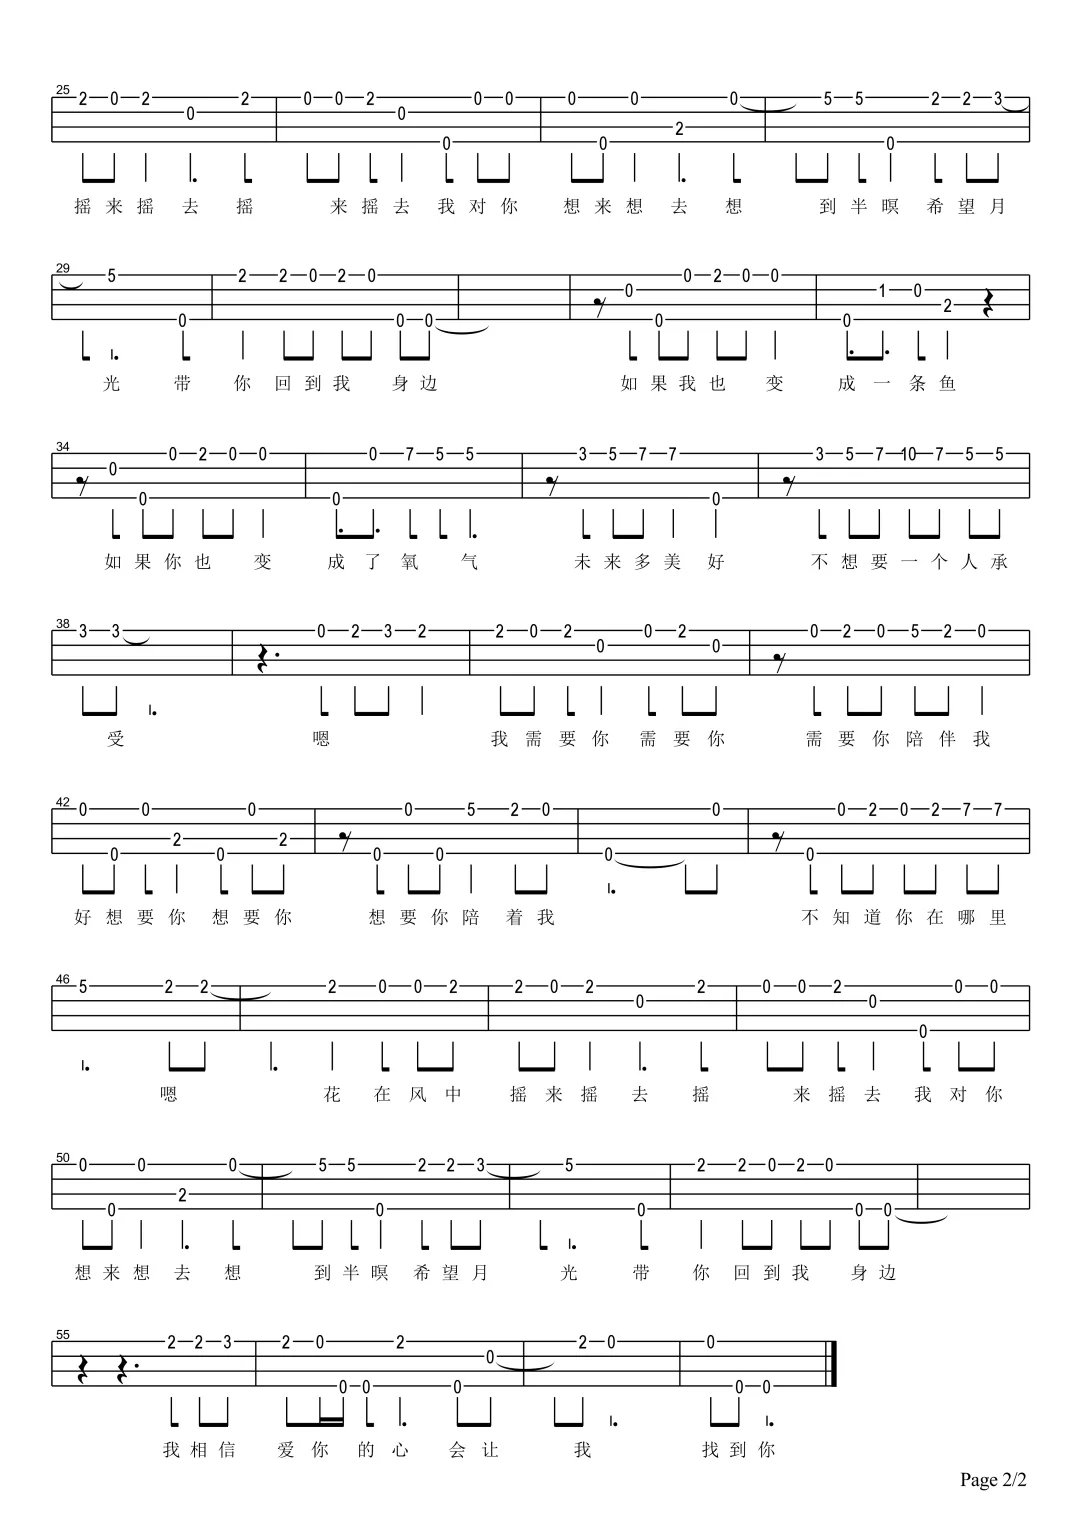 25 2 0 2 0 2 0 0 2 0 0 0 0 0 0 0 2 0 5 5 0 2 2 3
摇来摇去摇 来摇去我对你 想来想去想 到半暝希望月
29 5 0 2 2 0 2 0 0 0 0 0 0 2 0 0 0 1 0 2
光带你回到我身边 如果我也变成一条鱼
34 0 0 0 2 0 0 0 0 7 5 5 3 5 7 7 0 3 5 7 10 7 5 5
如果你也变成了氧气 未来多美好 不想要一个人承
38 3 3 0 2 3 2 2 0 2 0 0 2 0 0 2 0 5 2 0
受 嗯 我需要你需要你 需要你陪伴我
42 0 0 0 2 0 0 2 0 0 0 5 2 0 0 0 0 0 2 0 2 7 7
好想要你想要你 想要你陪着我 不知道你在哪里
46 5 2 2 2 0 0 2 2 0 2 0 2 0 0 2 0 0 0 0
嗯 花在风中摇来摇去摇 来摇去我对你
50 0 0 0 2 0 5 5 0 2 2 3 5 0 2 2 0 2 0 0 0
想来想去想 到半暝希望月光 带你回到我身边
55 2 2 3 2 0 0 0 2 0 0 2 0 0 0 0
我相信 爱你的心会让我 找到你
Page 2/2